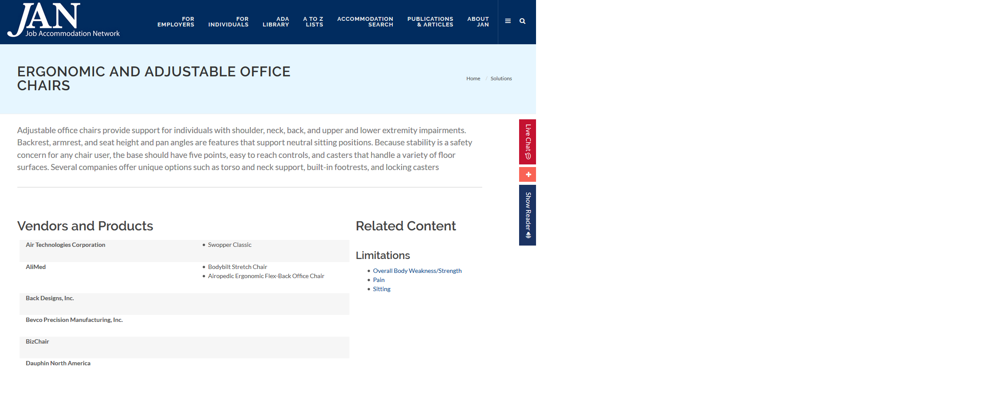 JAN
Job Accommodation Network
FOR
EMPLOYERS
FOR
INDIVIDUALS
ADA
LIBRARY
A TO Z
LISTS
ACCOMMODATION
SEARCH
PUBLICATIONS
& ARTICLES
ABOUT
JAN
ERGONOMIC AND ADJUSTABLE OFFICE
CHAIRS
Home / Solutions
Adjustable office chairs provide support for individuals with shoulder, neck, back, and upper and lower extremity impairments.
Backrest, armrest, and seat height and pan angles are features that support neutral sitting positions. Because stability is a safety
concern for any chair user, the base should have five points, easy to reach controls, and casters that handle a variety of floor
surfaces. Several companies offer unique options such as torso and neck support, built-in footrests, and locking casters
Live Chat
Show Reader
Vendors and Products
Air Technologies Corporation
• Swopper Classic
AliMed
• Bodybilt Stretch Chair
• Airopedic Ergonomic Flex-Back Office Chair
Back Designs, Inc.
Bevco Precision Manufacturing, Inc.
BizChair
Dauphin North America
Related Content
Limitations
• Overall Body Weakness/Strength
• Pain
• Sitting